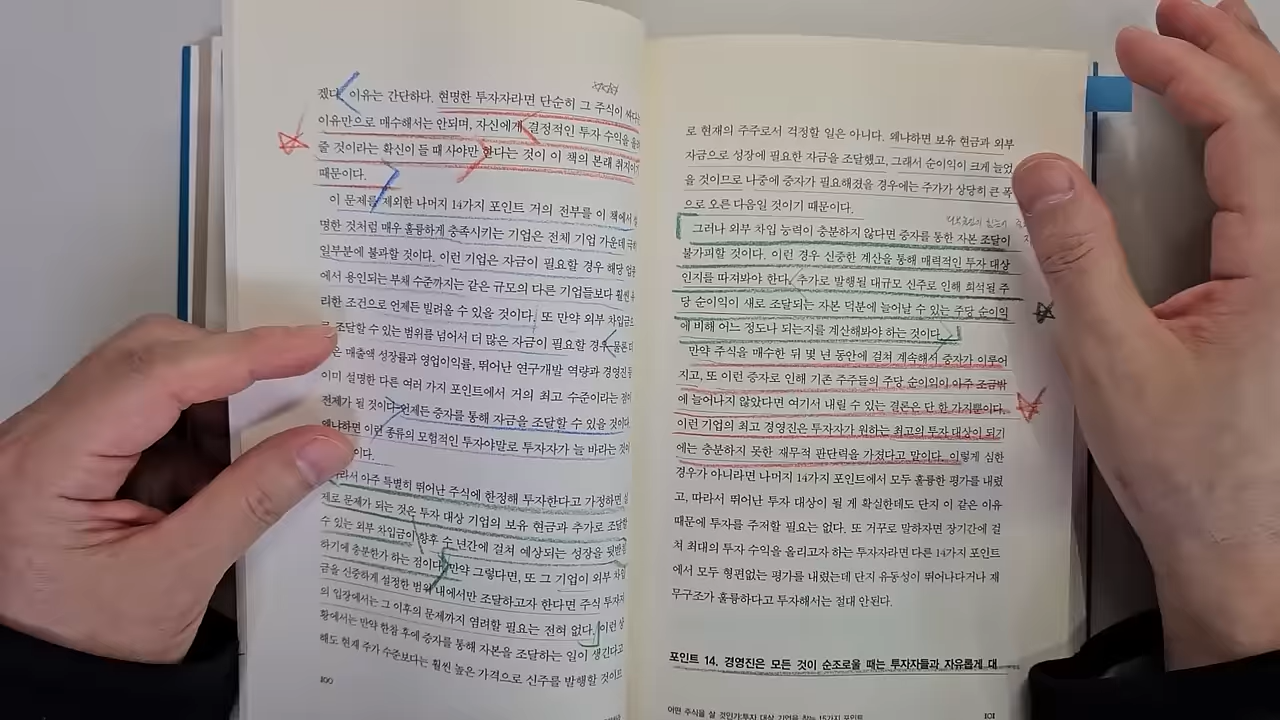 겠다. 이유는 간단하다. 현명한 투자자라면 단순히 그 주식이 싸다는
이유만으로 매수해서는 안되며, 자신에게 결정적인 투자 수익을 올려
줄 것이라는 확신이 들 때 사야만 한다는 것이 이 책의 본래 취지이기
때문이다.
이 문제를 제외한 나머지 14가지 포인트 거의 전부를 이 책에서 설
명한 것처럼 매우 훌륭하게 충족시키는 기업은 전체 기업 가운데 극히
일부분에 불과할 것이다. 이런 기업은 자금이 필요할 경우 해당 업종
에서 용인되는 부채 수준까지는 같은 규모의 다른 기업들보다 훨씬 유
리한 조건으로 언제든 빌려올 수 있을 것이다. 또 만약 외부 차입금으
로 조달할 수 있는 범위를 넘어서 더 많은 자금이 필요할 경우 물론
은 매출액 성장률과 영업이익률, 뛰어난 연구개발 역량과 경영진 등
이미 설명한 다른 여러 가지 포인트에서 거의 최고 수준이라는 점이
전제가 될 것이다 언제든 증자를 통해 자금을 조달할 수 있을 것이다.
왜냐하면 이런 종류의 모험적인 투자야말로 투자자가 늘 바라는 것이
이다.
따라서 아주 특별히 뛰어난 주식에 한정해 투자한다고 가정하면 실
제로 문제가 되는 것은 투자 대상 기업의 보유 현금과 추가로 조달할
수 있는 외부 차입금이 향후 수 년간에 걸쳐 예상되는 성장을 뒷받침
하기에 충분한가 하는 점이다. 만약 그렇다면, 또 그 기업이 외부 차입
금을 신중하게 설정한 범위 내에서만 조달하고자 한다면 주식 투자자
의 입장에서는 그 이후의 문제까지 염려할 필요는 전혀 없다. 이런 상
황에서는 만약 한참 후에 증자를 통해 자본을 조달하는 일이 생긴다고
해도 현재 주가 수준보다는 훨씬 높은 가격으로 신주를 발행할 것이므
100
로 현재의 주주로서 걱정할 일은 아니다. 왜냐하면 보유 현금과 외부
자금으로 성장에 필요한 자금을 조달했고, 그래서 순이익이 크게 늘었
을 것이므로 나중에 증자가 필요해졌을 경우에는 주가가 상당히 큰 폭
으로 오른 다음일 것이기 때문이다.
그러나 외부 차입 능력이 충분하지 않다면 증자를 통한 자본 조달이
불가피할 것이다. 이런 경우 신중한 계산을 통해 매력적인 투자 대상
인지를 따져봐야 한다. 추가로 발행될 대규모 신주로 인해 희석될 주
당 순이익이 새로 조달되는 자본 덕분에 늘어날 수 있는 주당 순이익
에 비해 어느 정도나 되는지를 계산해봐야 하는 것이다.
만약 주식을 매수한 뒤 몇 년 동안에 걸쳐 계속해서 증자가 이루어
지고, 또 이런 증자로 인해 기존 주주들의 주당 순이익이 아주 조금밖
에 늘어나지 않았다면 여기서 내릴 수 있는 결론은 단 한 가지뿐이다.
이런 기업의 최고 경영진은 투자자가 원하는 최고의 투자 대상이 되기
에는 충분하지 못한 재무적 판단력을 가졌다고 말이다. 이렇게 심한
경우가 아니라면 나머지 14가지 포인트에서 모두 훌륭한 평가를 내렸
고, 따라서 뛰어난 투자 대상이 될 게 확실한데도 단지 이 같은 이유
때문에 투자를 주저할 필요는 없다. 또 거꾸로 말하자면 장기간에 걸
쳐 최대의 투자 수익을 올리고자 하는 투자자라면 다른 14가지 포인트
에서 모두 형편없는 평가를 내렸는데 단지 유동성이 뛰어나다거나 재
무구조가 훌륭하다고 투자해서는 절대 안된다.
포인트 14. 경영진은 모든 것이 순조로울 때는 투자자들과 자유롭게 대
어떤 주식을 살 것인가:투자 대상 기업을 찾는 15가지 포인트
101